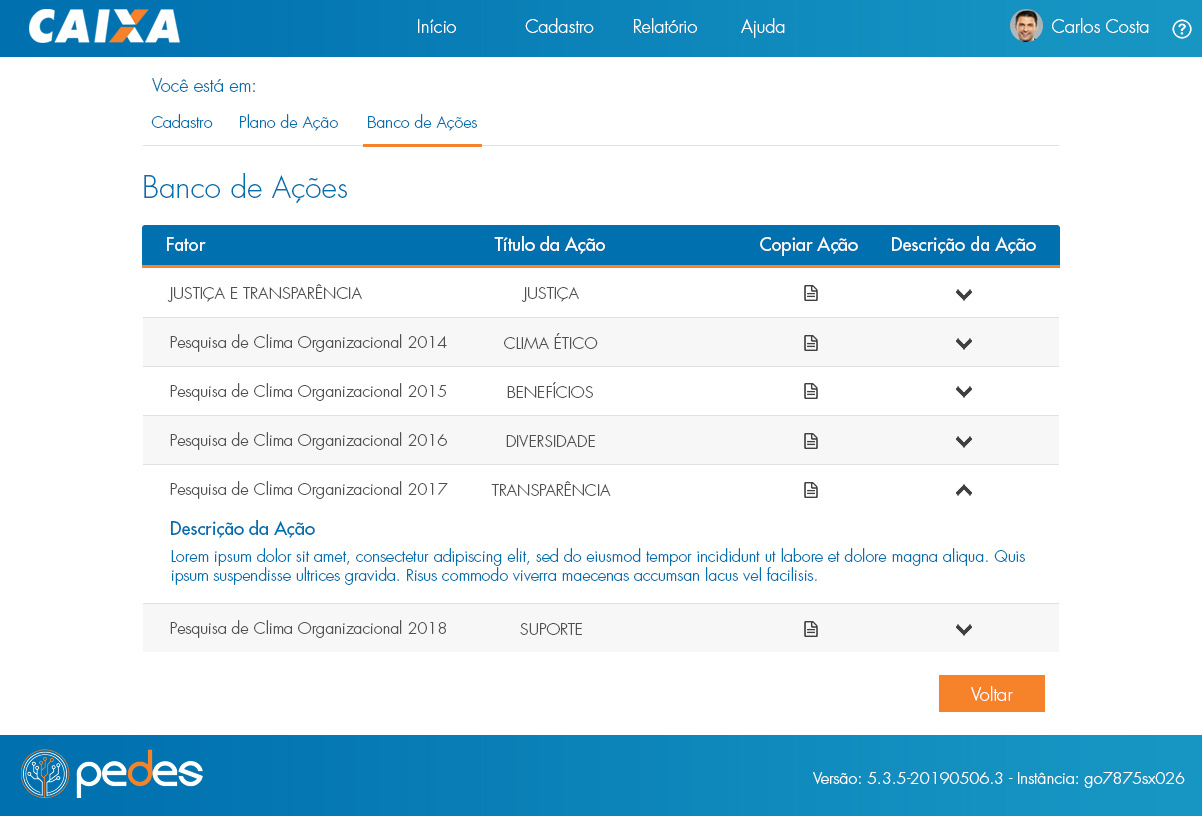 CAIXA Início Cadastro Relatório Ajuda Carlos Costa
Você está em:
Cadastro Plano de Ação Banco de Ações
Banco de Ações
Fator Título da Ação Copiar Ação Descrição da Ação
JUSTIÇA E TRANSPARÊNCIA JUSTIÇA
Pesquisa de Clima Organizacional 2014 CLIMA ÉTICO
Pesquisa de Clima Organizacional 2015 BENEFÍCIOS
Pesquisa de Clima Organizacional 2016 DIVERSIDADE
Pesquisa de Clima Organizacional 2017 TRANSPARÊNCIA
Descrição da Ação
Lorem ipsum dolor sit amet, consectetur adipiscing elit, sed do eiusmod tempor incididunt ut labore et dolore magna aliqua. Quis
ipsum suspendisse ultrices gravida. Risus commodo viverra maecenas accumsan lacus vel facilisis.
Pesquisa de Clima Organizacional 2018 SUPORTE
Voltar
pedes Versão: 5.3.5-20190506.3 - Instância: go7875sx026